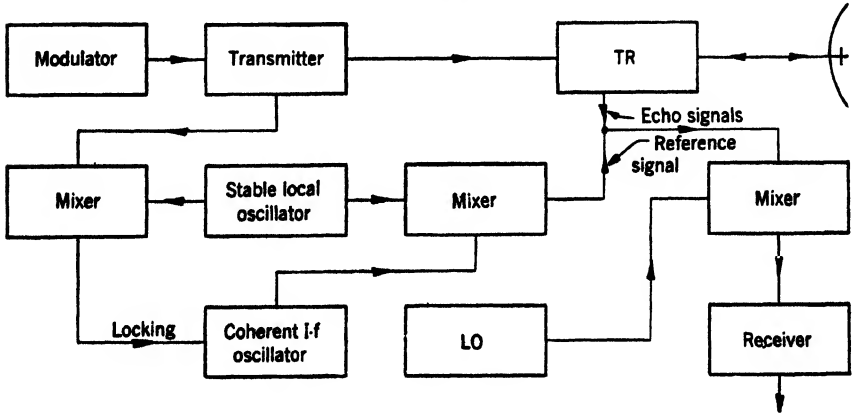 Modulator
Transmitter
TR
Echo signals
Reference
signal
Mixer
Stable local
oscillator
Mixer
Mixer
Locking
Coherent I-f
oscillator
LO
Receiver